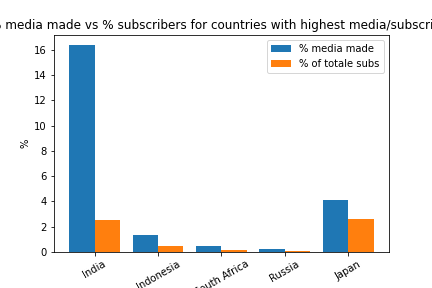 % media made vs % subscribers for countries with highest media/subscri
% media made
% of totale subs
16
14
12
10
8
6
4
2
0
%
India
Indonesia
South Africa
Russia
Japan